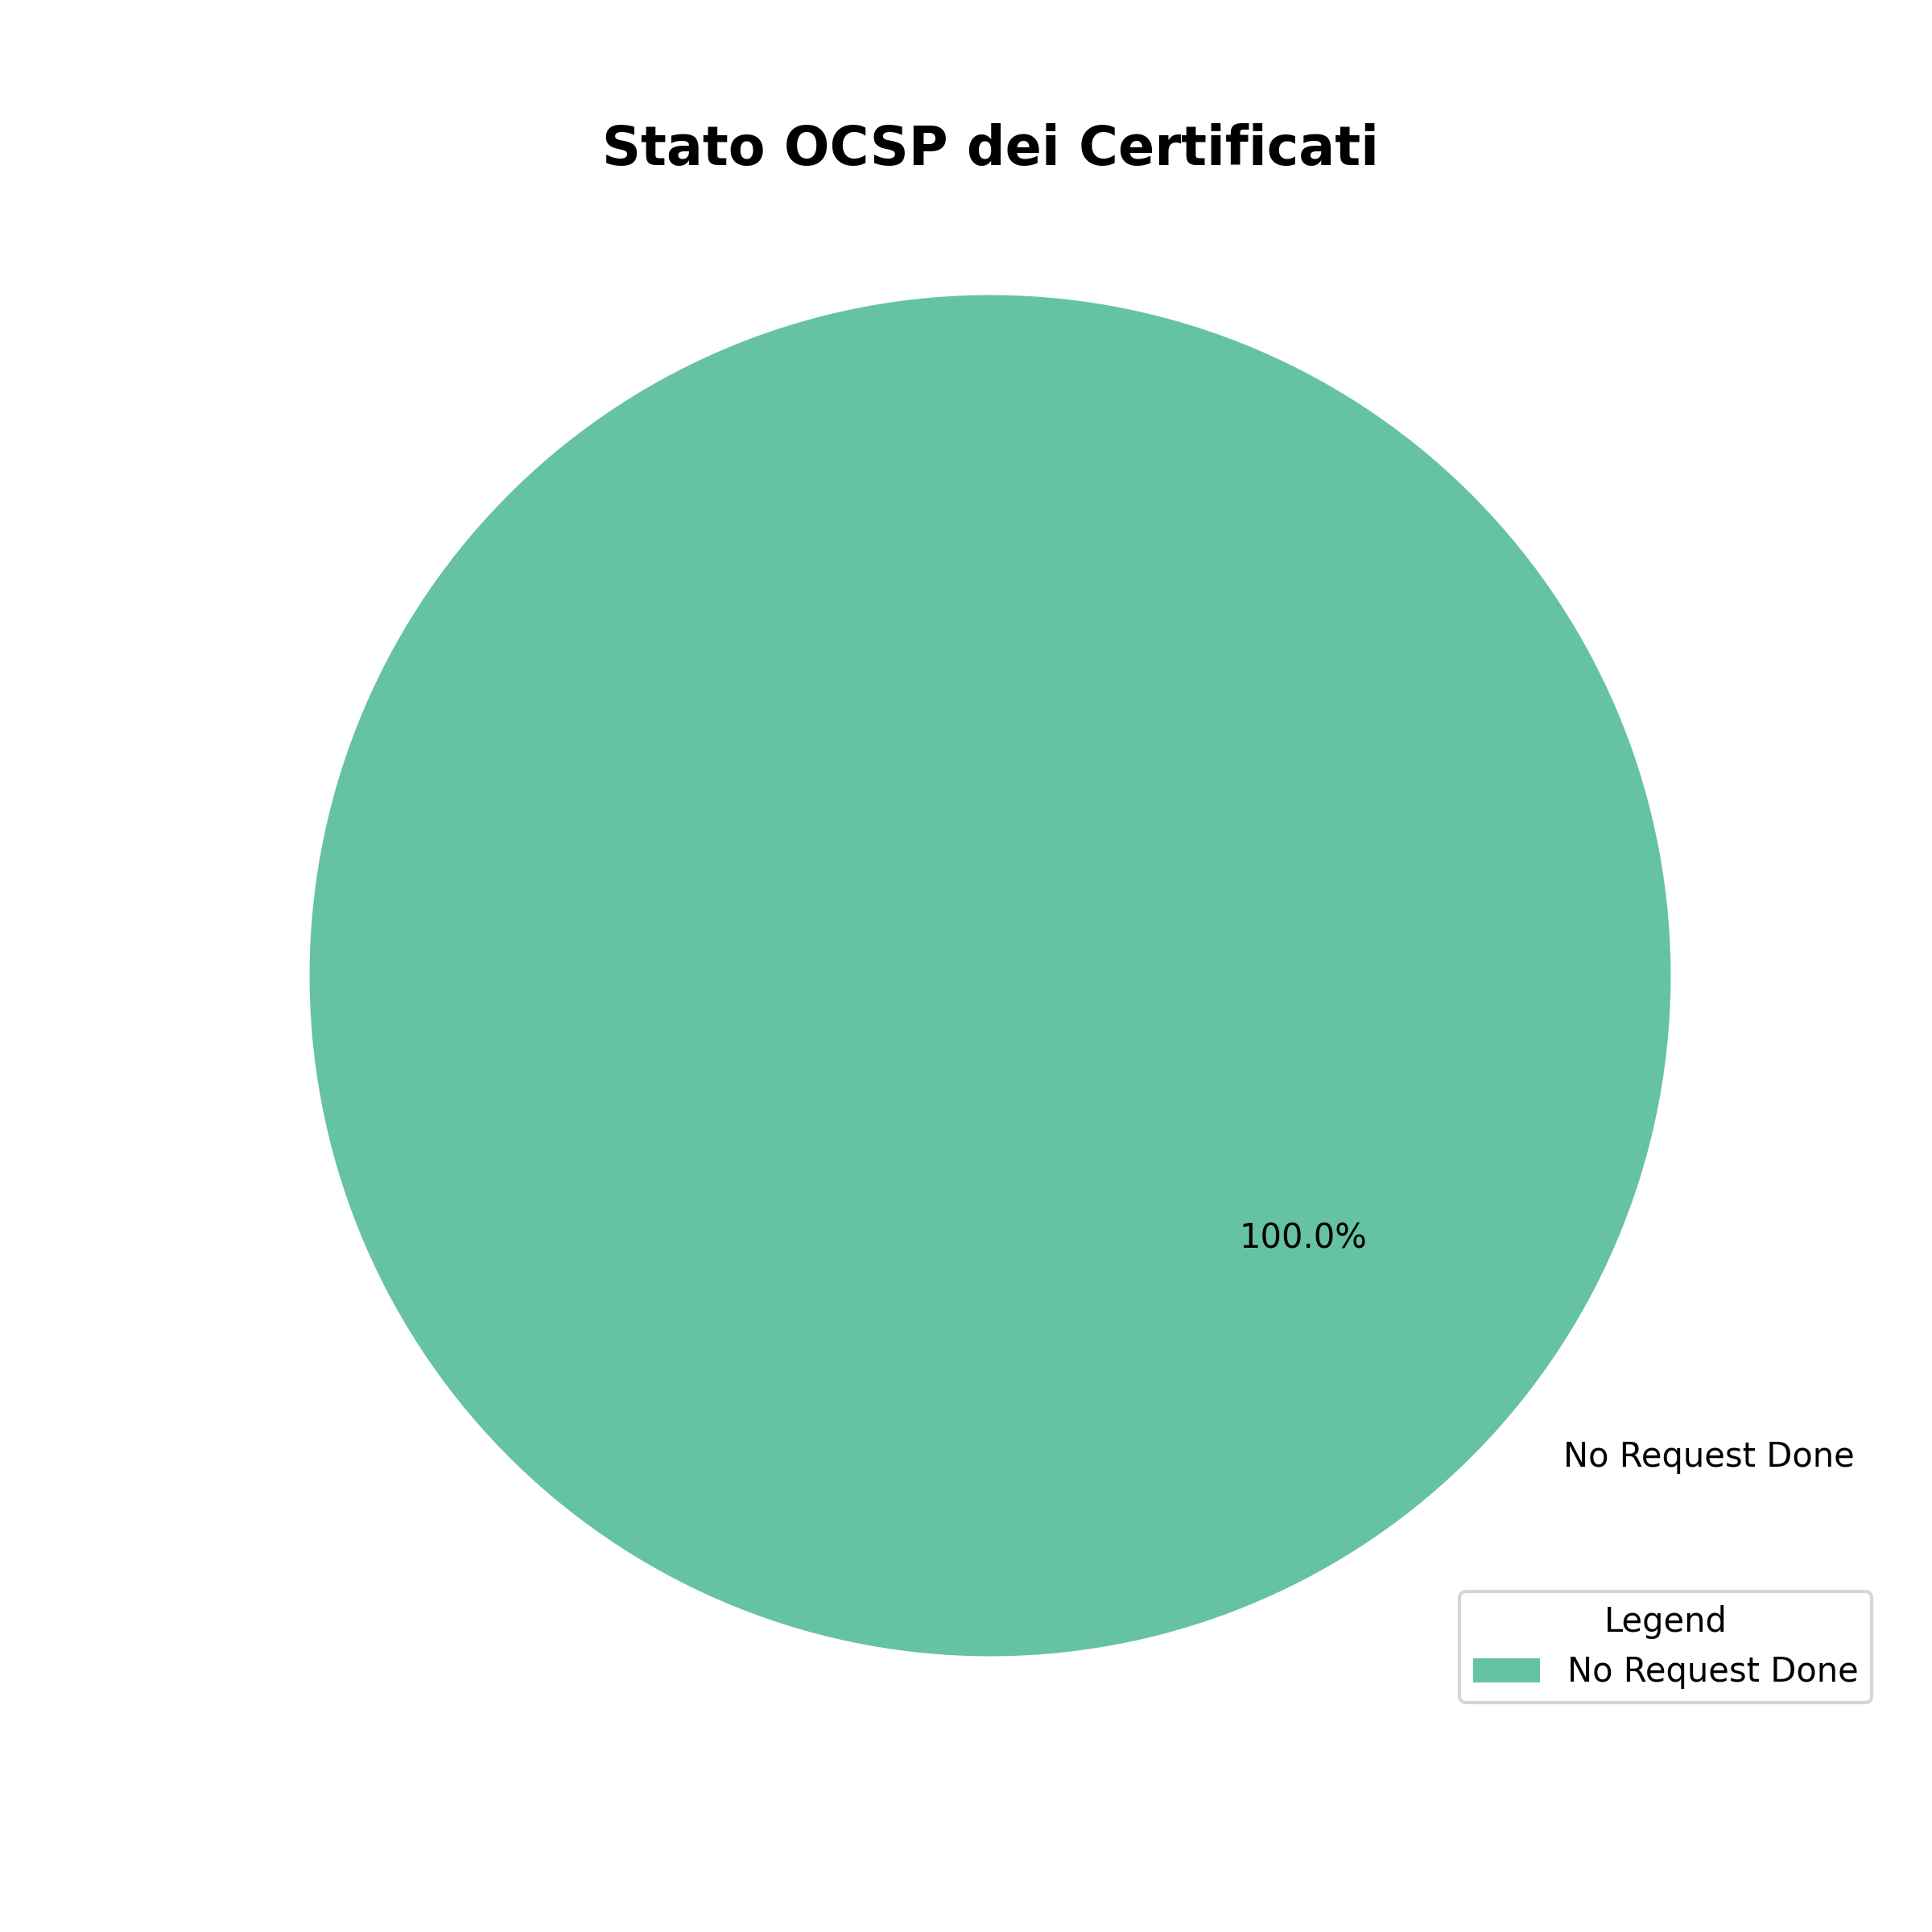 Stato OCSP dei Certificati
100.0%
No Request Done
Legend
No Request Done